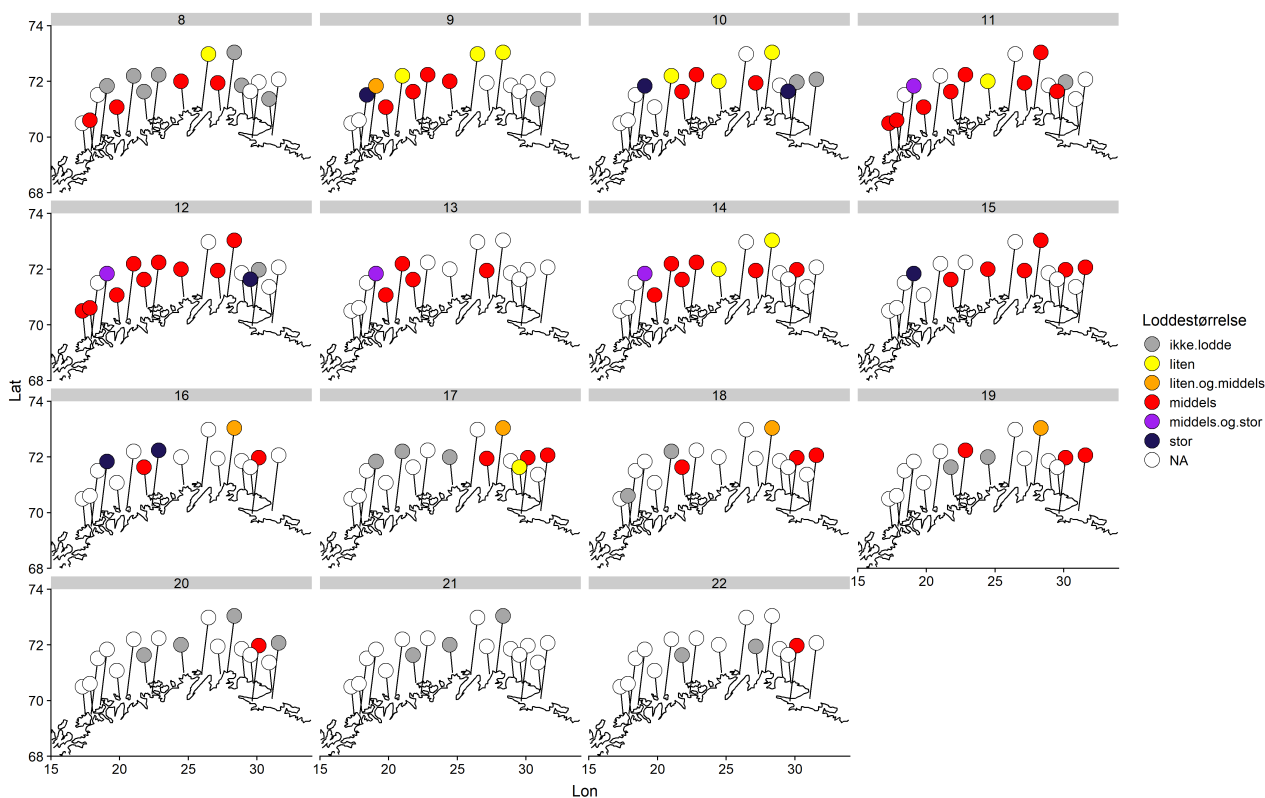 8 9 10 11
74
72
70
68
12 13 14 15
74
72
70
68
16 17 18 19
74
72
70
68
15 20 25 30
20 21 22
74
72
70
68
15 20 25 30 15 20 25 30 15 20 25 30
Lon
Lat
Loddestørrelse
ikke.lodde
liten
liten.og.middels
middels
middels.og.stor
stor
NA